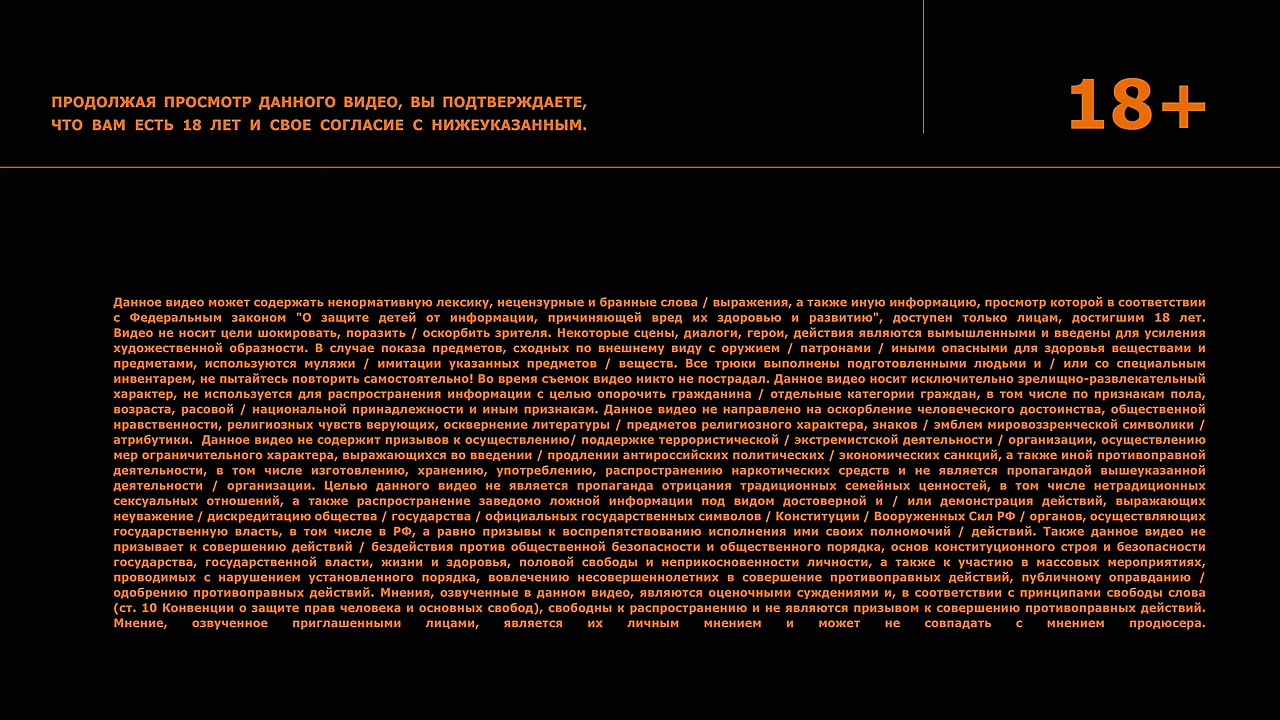 ПРОДОЛЖАЯ ПРОСМОТР ДАННОГО ВИДЕО, ВЫ ПОДТВЕРЖДАЕТЕ,
ЧТО ВАМ ЕСТЬ 18 ЛЕТ И СВОЕ СОГЛАСИЕ С НИЖЕУКАЗАННЫМ.
18+
Данное видео может содержать ненормативную лексику, нецензурные и бранные слова / выражения, а также иную информацию, просмотр которой в соответствии
с Федеральным законом "О защите детей от информации, причиняющей вред их здоровью и развитию", доступен только лицам, достигшим 18 лет.
Видео не носит цели шокировать, поразить / оскорбить зрителя. Некоторые сцены, диалоги, герои, действия являются вымышленными и введены для усиления
художественной образности. В случае показа предметов, сходных по внешнему виду с оружием / патронами / иными опасными для здоровья веществами и
предметами, используются муляжи / имитации указанных предметов / веществ. Все трюки выполнены подготовленными людьми и / или со специальным
инвентарем, не пытайтесь повторить самостоятельно! Во время съемок видео никто не пострадал. Данное видео носит исключительно зрелищно-развлекательный
характер, не используется для распространения информации с целью опорочить гражданина / отдельные категории граждан, в том числе по признакам пола,
возраста, расовой / национальной принадлежности и иным признакам. Данное видео не направлено на оскорбление человеческого достоинства, общественной
нравственности, религиозных чувств верующих, осквернение литературы / предметов религиозного характера, знаков / эмблем мировоззренческой символики /
атрибутики. Данное видео не содержит призывов к осуществлению/ поддержке террористической / экстремистской деятельности / организации, осуществлению
мер ограничительного характера, выражающихся во введении / продлении антироссийских политических / экономических санкций, а также иной противоправной
деятельности, в том числе изготовлению, хранению, употреблению, распространению наркотических средств и не является пропагандой вышеуказанной
деятельности / организации. Целью данного видео не является пропаганда отрицания традиционных семейных ценностей, в том числе нетрадиционных
сексуальных отношений, а также распространение заведомо ложной информации под видом достоверной и / или демонстрация действий, выражающих
неуважение / дискредитацию общества / государства / официальных государственных символов / Конституции / Вооруженных Сил РФ / органов, осуществляющих
государственную власть, в том числе в РФ, а равно призывы к воспрепятствованию исполнения ими своих полномочий / действий. Также данное видео не
призывает к совершению действий / бездействия против общественной безопасности и общественного порядка, основ конституционного строя и безопасности
государства, государственной власти, жизни и здоровья, половой свободы и неприкосновенности личности, а также к участию в массовых мероприятиях,
проводимых с нарушением установленного порядка, вовлечению несовершеннолетних в совершение противоправных действий, публичному оправданию /
одобрению противоправных действий. Мнения, озвученные в данном видео, являются оценочными суждениями и, в соответствии с принципами свободы слова
(ст. 10 Конвенции о защите прав человека и основных свобод), свободны к распространению и не являются призывом к совершению противоправных действий.
Мнение, озвученное приглашенными лицами, является их личным мнением и может не совпадать с мнением продюсера.